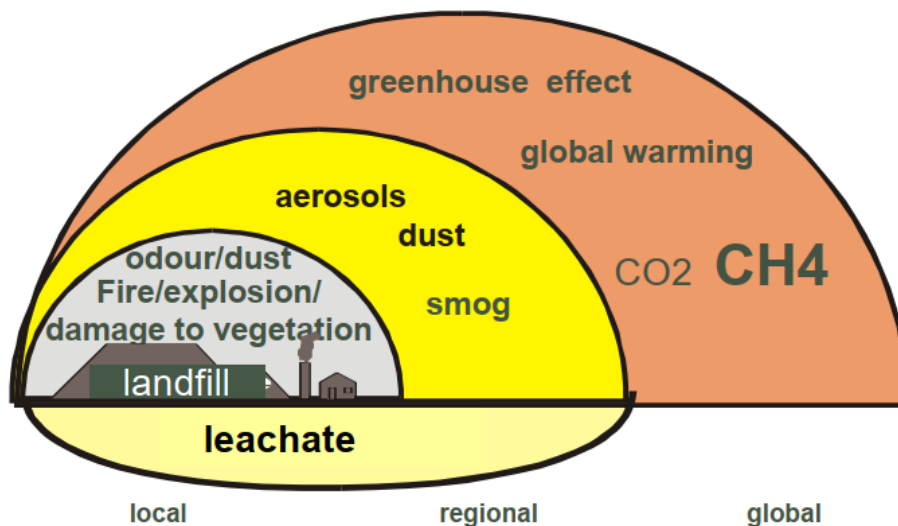 greenhouse effect
global warming
aerosols
dust
CO2 CH4
odour/dust
Fire/explosion/
damage to vegetation
smog
landfill
leachate
local regional global